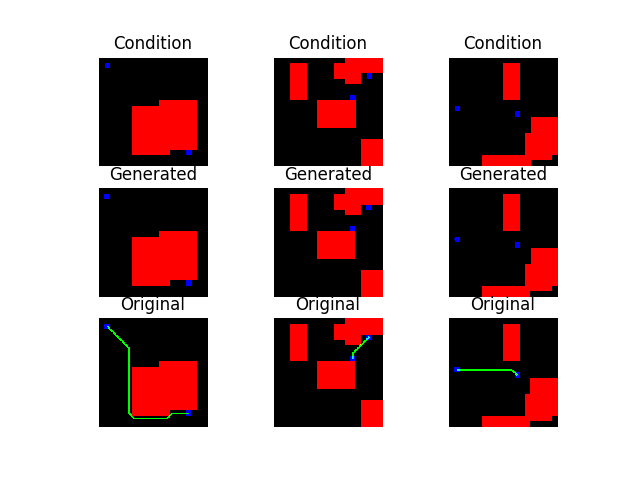 Condition
Condition
Condition
Generated
Generated
Generated
Original
Original
Original